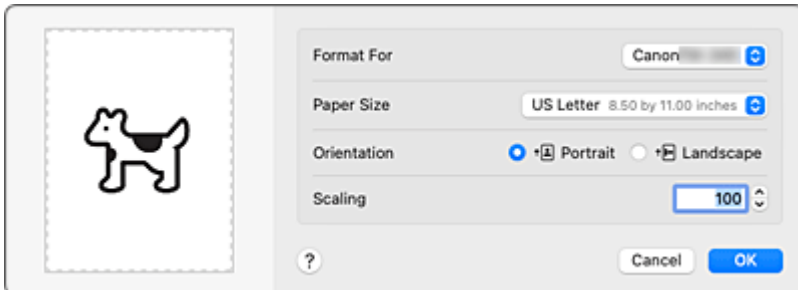 Format For
Canon
Paper Size
US Letter 8.50 by 11.00 inches
Orientation
Portrait
Landscape
Scaling
100
?
Cancel
OK